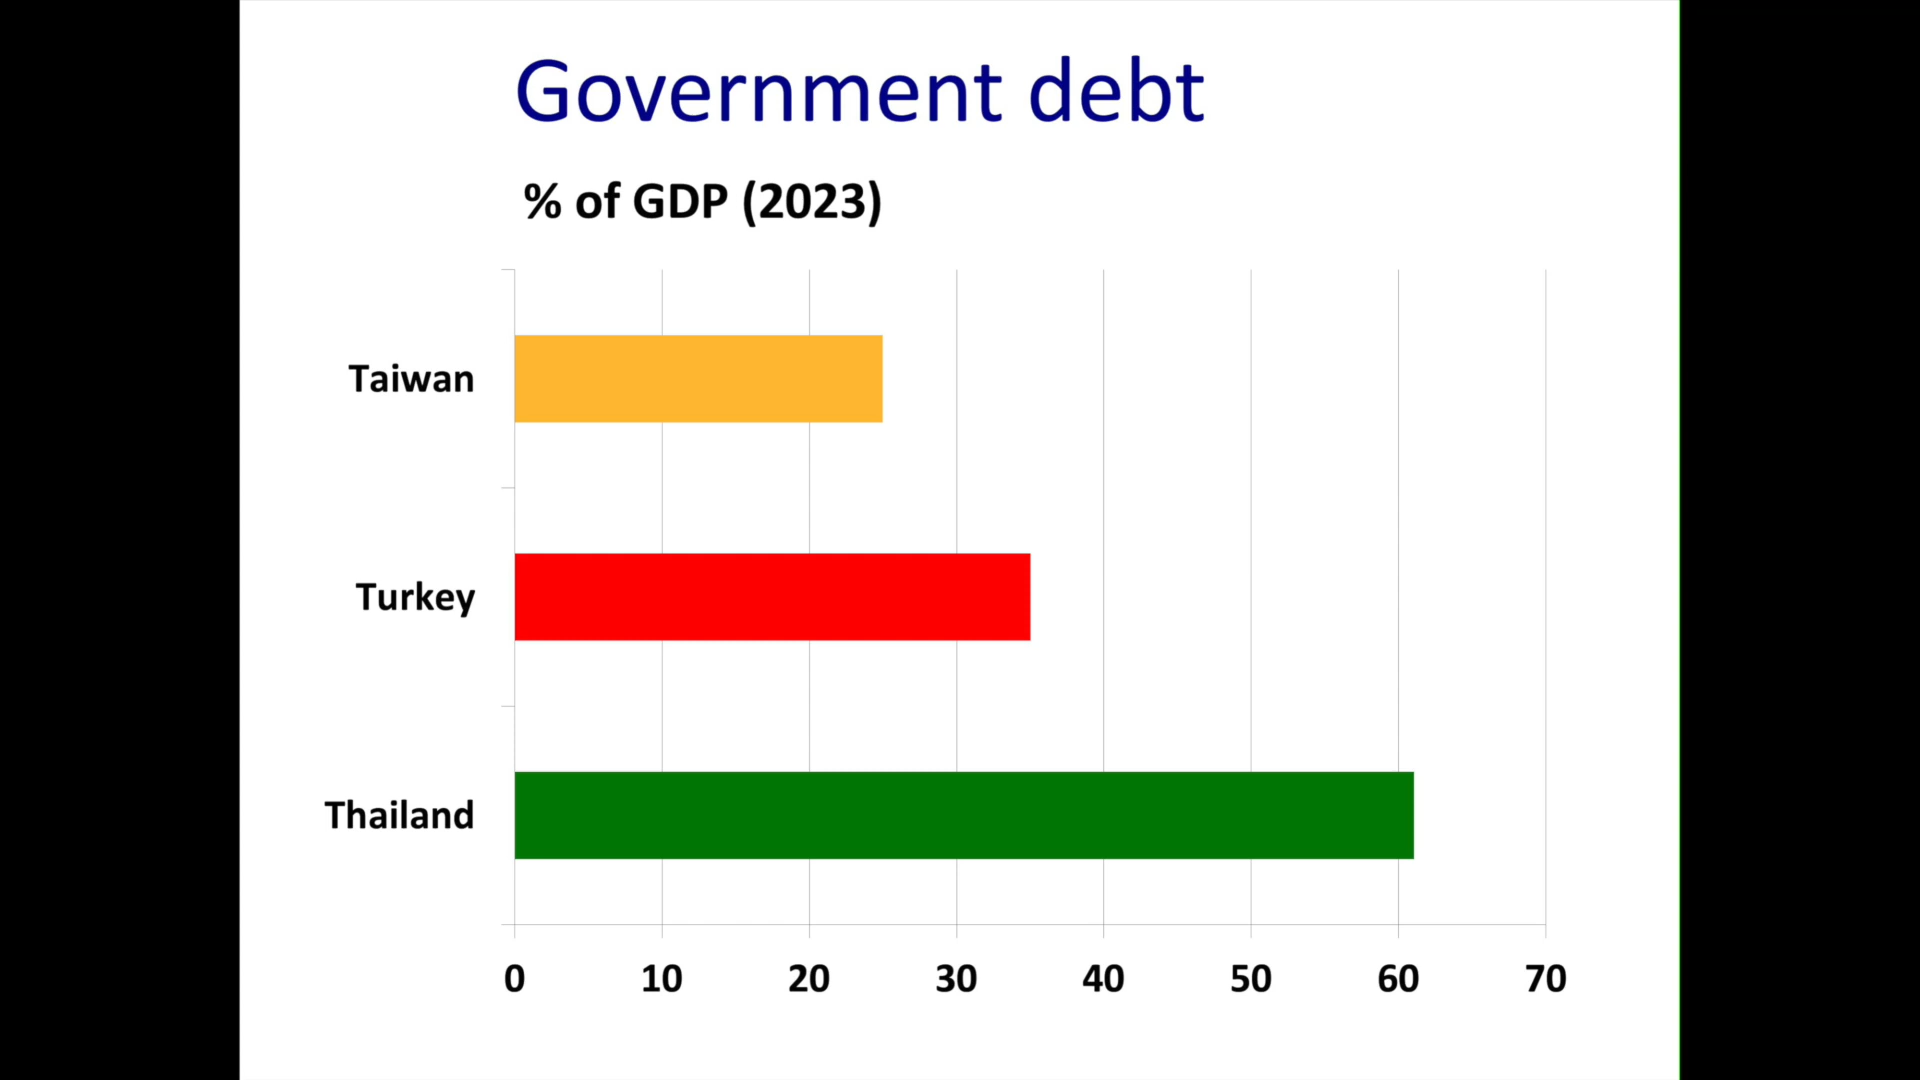 Government debt
% of GDP (2023)
Taiwan
Turkey
Thailand
0 10 20 30 40 50 60 70